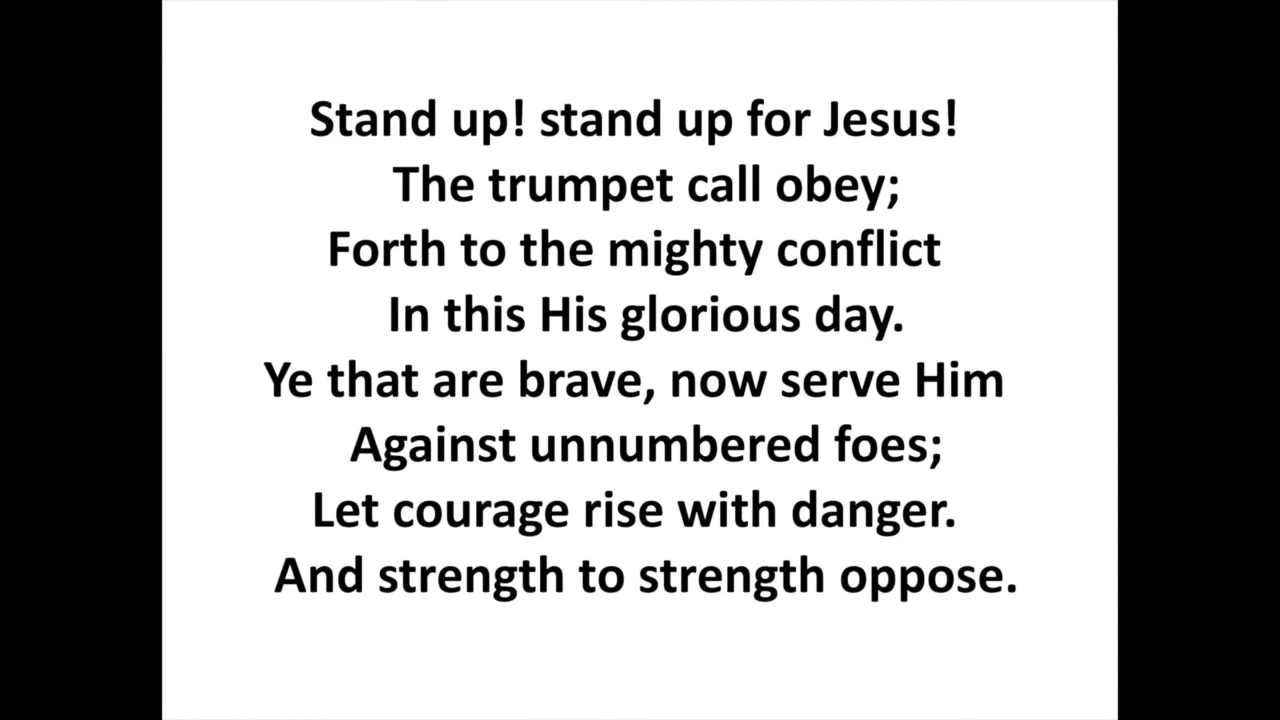 Stand up! stand up for Jesus!
The trumpet call obey;
Forth to the mighty conflict
In this His glorious day.
Ye that are brave, now serve Him
Against unnumbered foes;
Let courage rise with danger.
And strength to strength oppose.